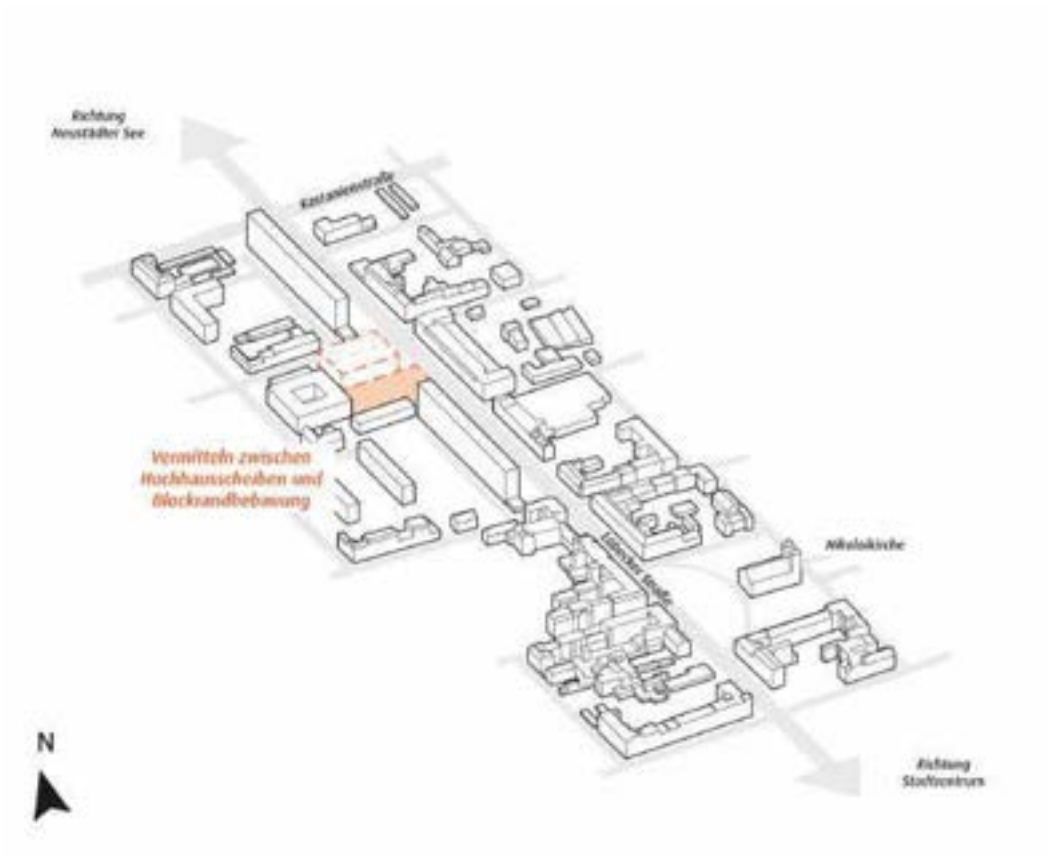 Richtung
Neustädter See
Kastanienstraße
Vermitteln zwischen
Hochhausscheiben und
Blockrandbebauung
Lübecker Straße
Nikolaikirche
N
Richtung
Stadtzentrum